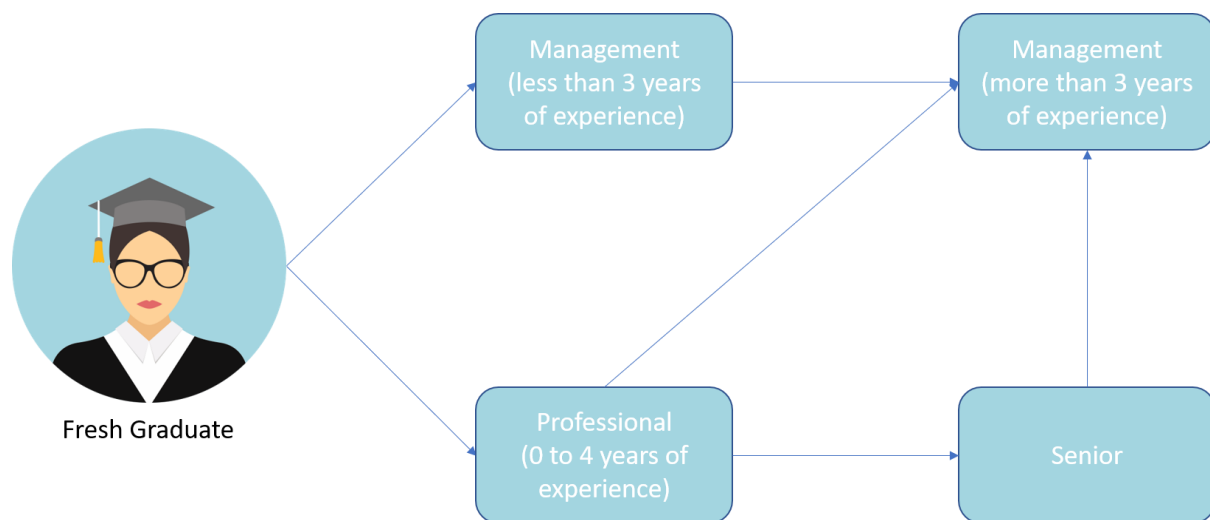 Management
(less than 3 years
of experience)
Management
(more than 3 years
of experience)
Fresh Graduate
Professional
(0 to 4 years of
experience)
Senior